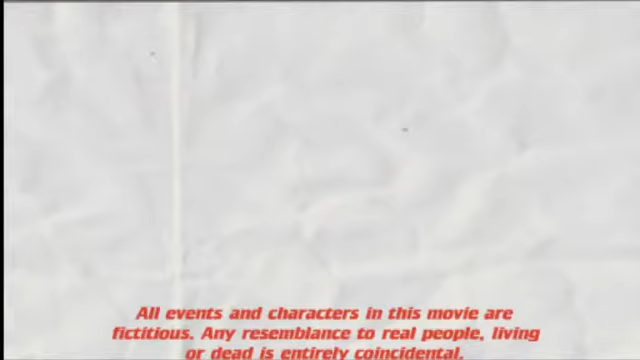 All events and characters in this movie are
fictitious. Any resemblance to real people, living
or dead is entirely coincidental.